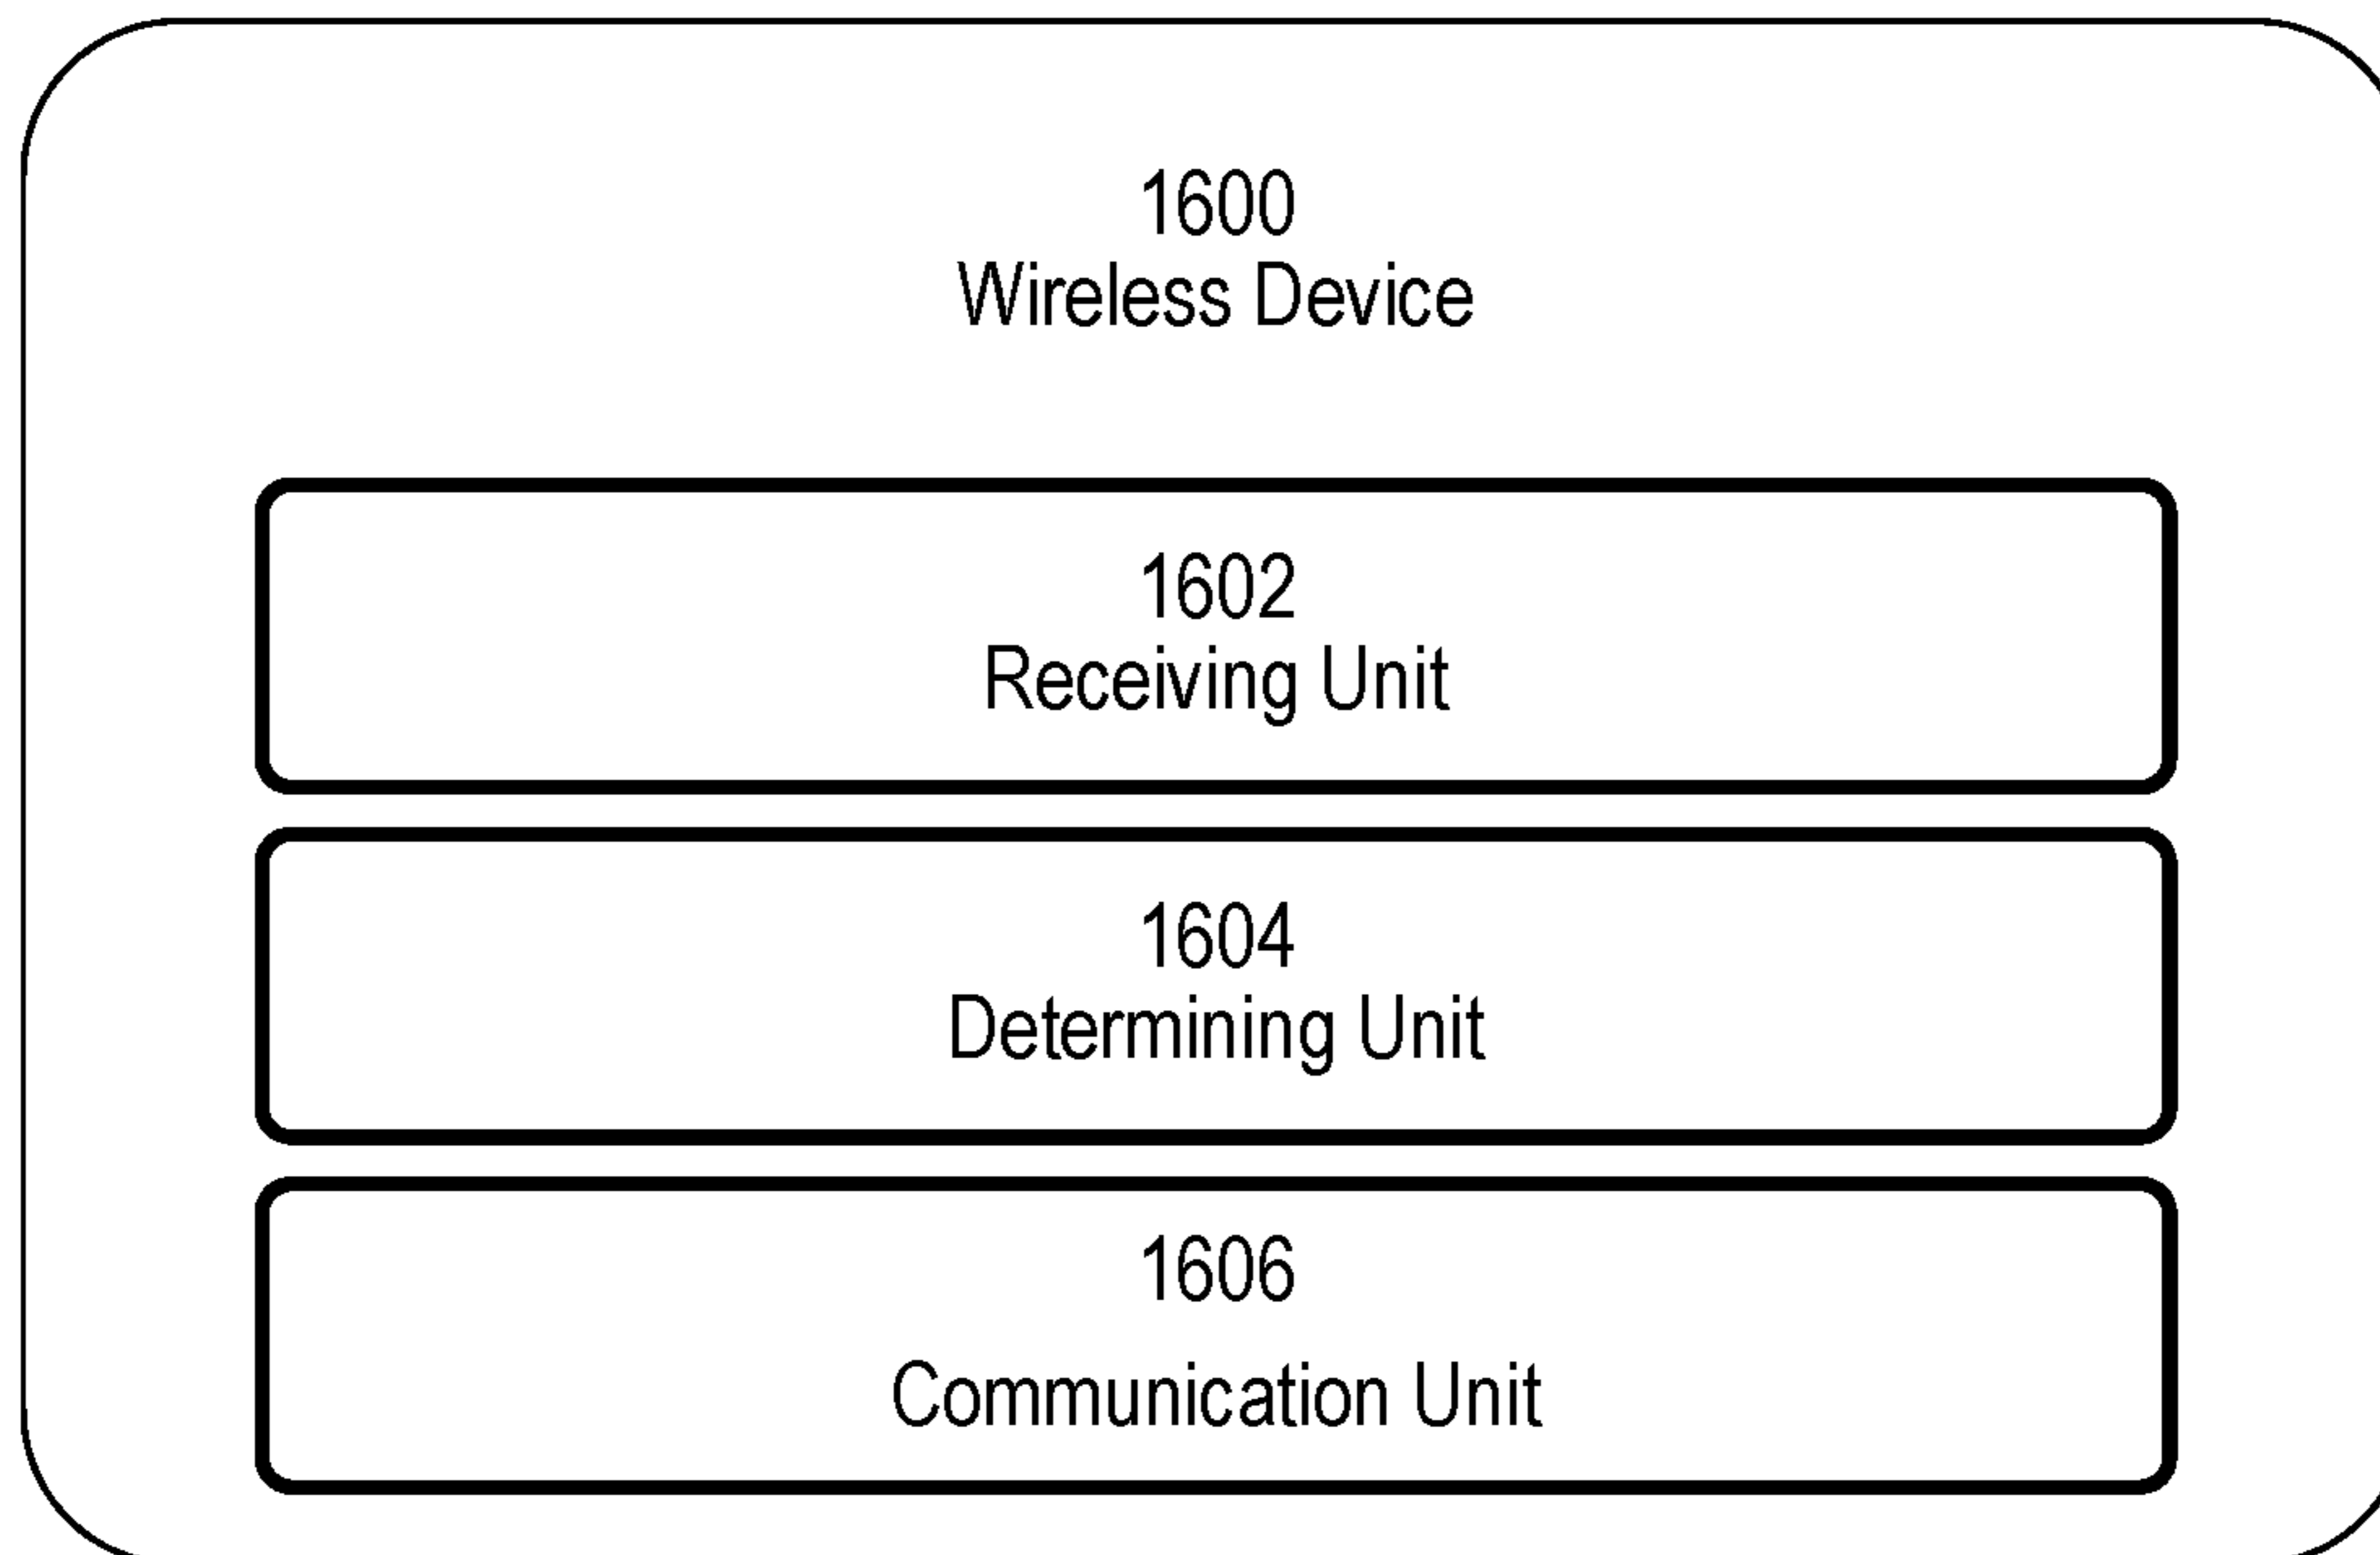 1600
Wireless Device
1602
Receiving Unit
1604
Determining Unit
1606
Communication Unit